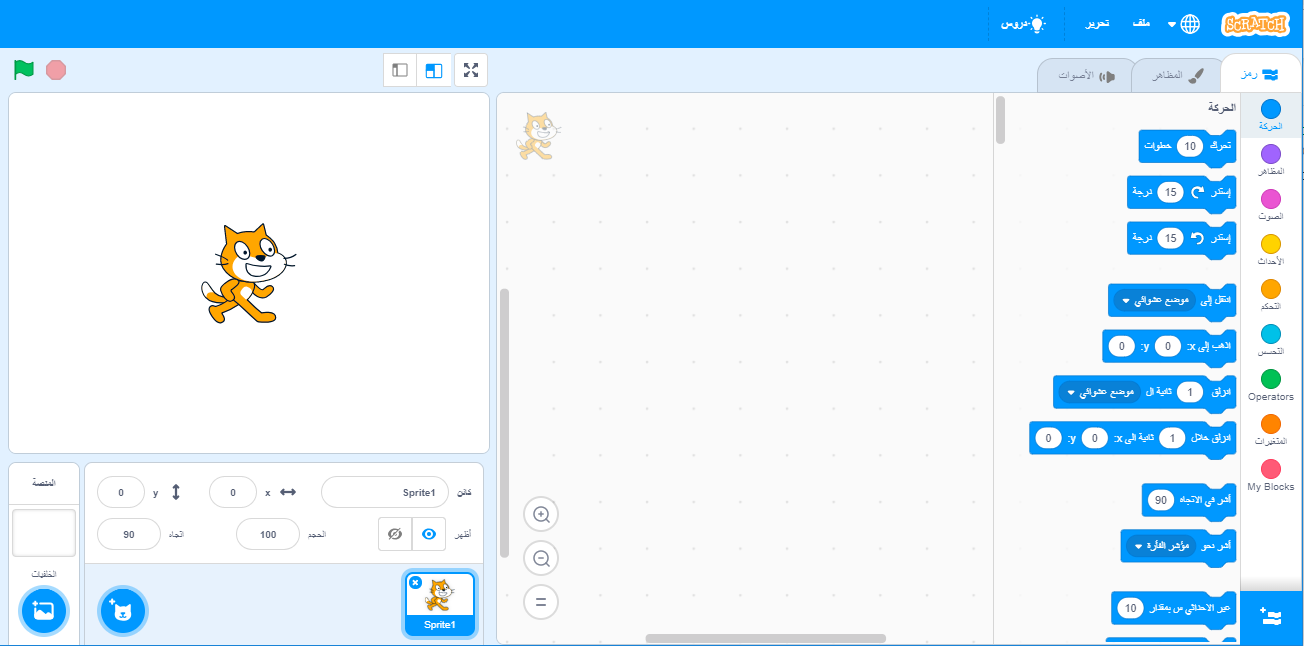 SCRATCH
ملف
تحرير
دروس
رمز
المظاهر
الأصوات
الحركة
المظاهر
الصوت
الأحداث
التحكم
التحسس
Operators
المتغيرات
My Blocks
الحركة
تحرك 10 خطوات
إستدر 15 درجة
إستدر 15 درجة
انتقل إلى موضع عشوائي
اذهب إلى x: 0 y: 0
انزلق 1 ثانية ال موضع عشوائي
انزلق خلال 1 ثانية الى x: 0 y: 0
أشر في الاتجاه 90
أشر نحو مؤشر الفأرة
غير الاحداثي س بمقدار 10
كائن Sprite1
x 0
y 0
أظهر
الحجم 100
اتجاه 90
Sprite1
المنصة
الخلفيات